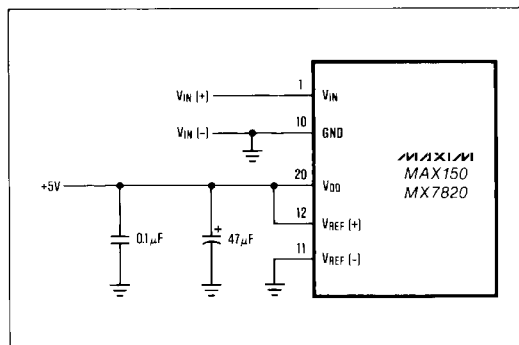 1
VIN (+)
VIN
10
VIN (−)
GND
MAXIM
MAX150
MX7820
+5V
20
VDD
12
VREF (+)
0.1µF
+
47µF
11
VREF (−)